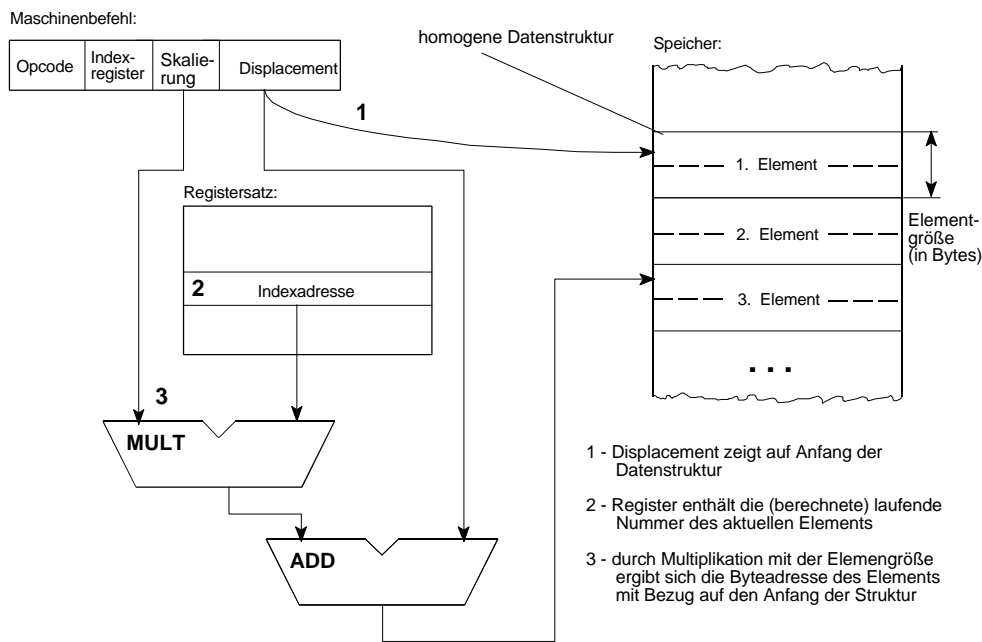 Maschinenbefehl:
Opcode
Index-
register
Skalie-
rung
Displacement
1
homogene Datenstruktur
Speicher:
1. Element
2. Element
3. Element
. . .
Element-
größe
(in Bytes)
Registersatz:
2
Indexadresse
3
MULT
ADD
1 - Displacement zeigt auf Anfang der
Datenstruktur
2 - Register enthält die (berechnete) laufende
Nummer des aktuellen Elements
3 - durch Multiplikation mit der Elemengröße
ergibt sich die Byteadresse des Elements
mit Bezug auf den Anfang der Struktur